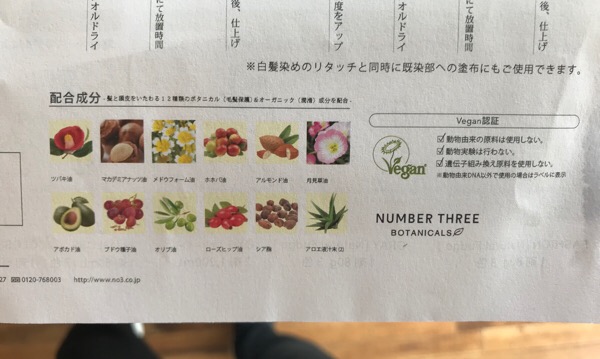 後、仕上げ
にて放置時間
オルドライ
度をアップ
後、仕上げ
にて放置時間
オルドライ
※白髪染めのリタッチと同時に既染部への塗布にもご使用できます。
配合成分 -髪と頭皮をいたわる12種類のボタニカル(毛髪保護)&オーガニック(潤滑)成分を配合-
ツバキ油 マカデミアナッツ油 メドウフォーム油 ホホバ油 アルモンド油 月見草油
アボカド油 ブドウ種子油 オリブ油 ローズヒップ油 シア脂 アロエ液汁末(2)
Vegan認証
Vegan
☑動物由来の原料は使用しない。
☑動物実験は行わない。
☑遺伝子組み換え原料を使用しない。
※動物由来DNA以外で使用の場合はラベルに表示
NUMBER THREE
BOTANICALS
27 0120-768003 http://www.no3.co.jp